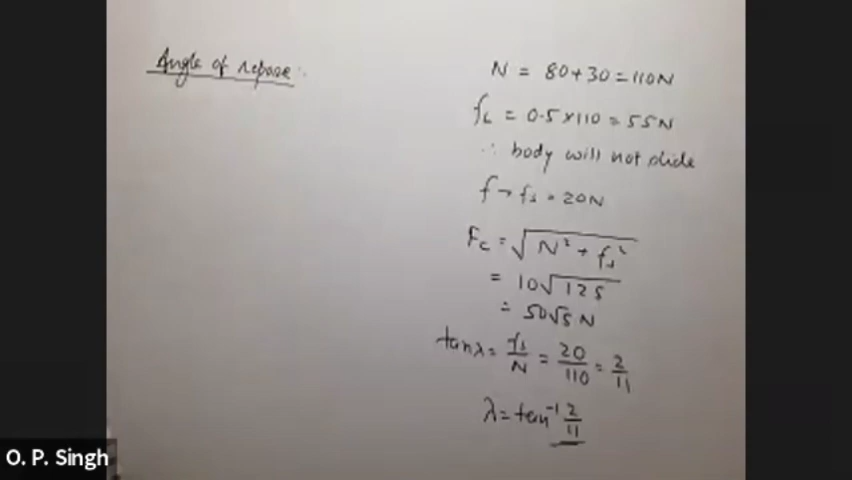 Angle of repose :
N = 80 + 30 = 110N
fL = 0.5 × 110 = 55N
∴ body will not slide
f → fs = 20N
Fc = √(N² + fs²)
= 10√125
= 50√5 N
tanλ = fs/N = 20/110 = 2/11
λ = tan⁻¹ 2/11
O. P. Singh